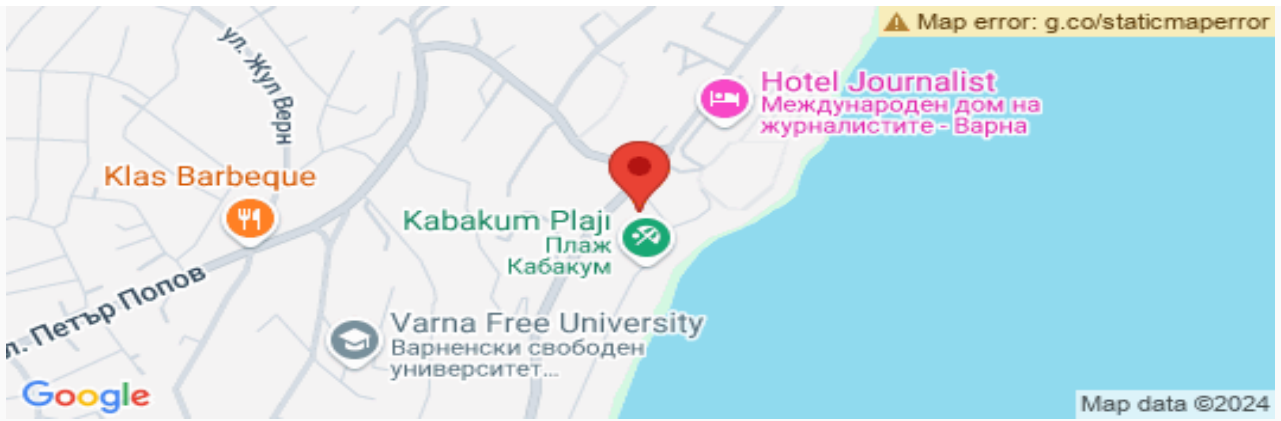 Map error: g.co/staticmaperror
ул. Жул Верн
Hotel Journalist
Международен дом на
журналистите - Варна
Klas Barbeque
Kabakum Plajı
Плаж
Кабакум
л. Петър Попов
Varna Free University
Варненски свободен
университет...
Google
Map data ©2024